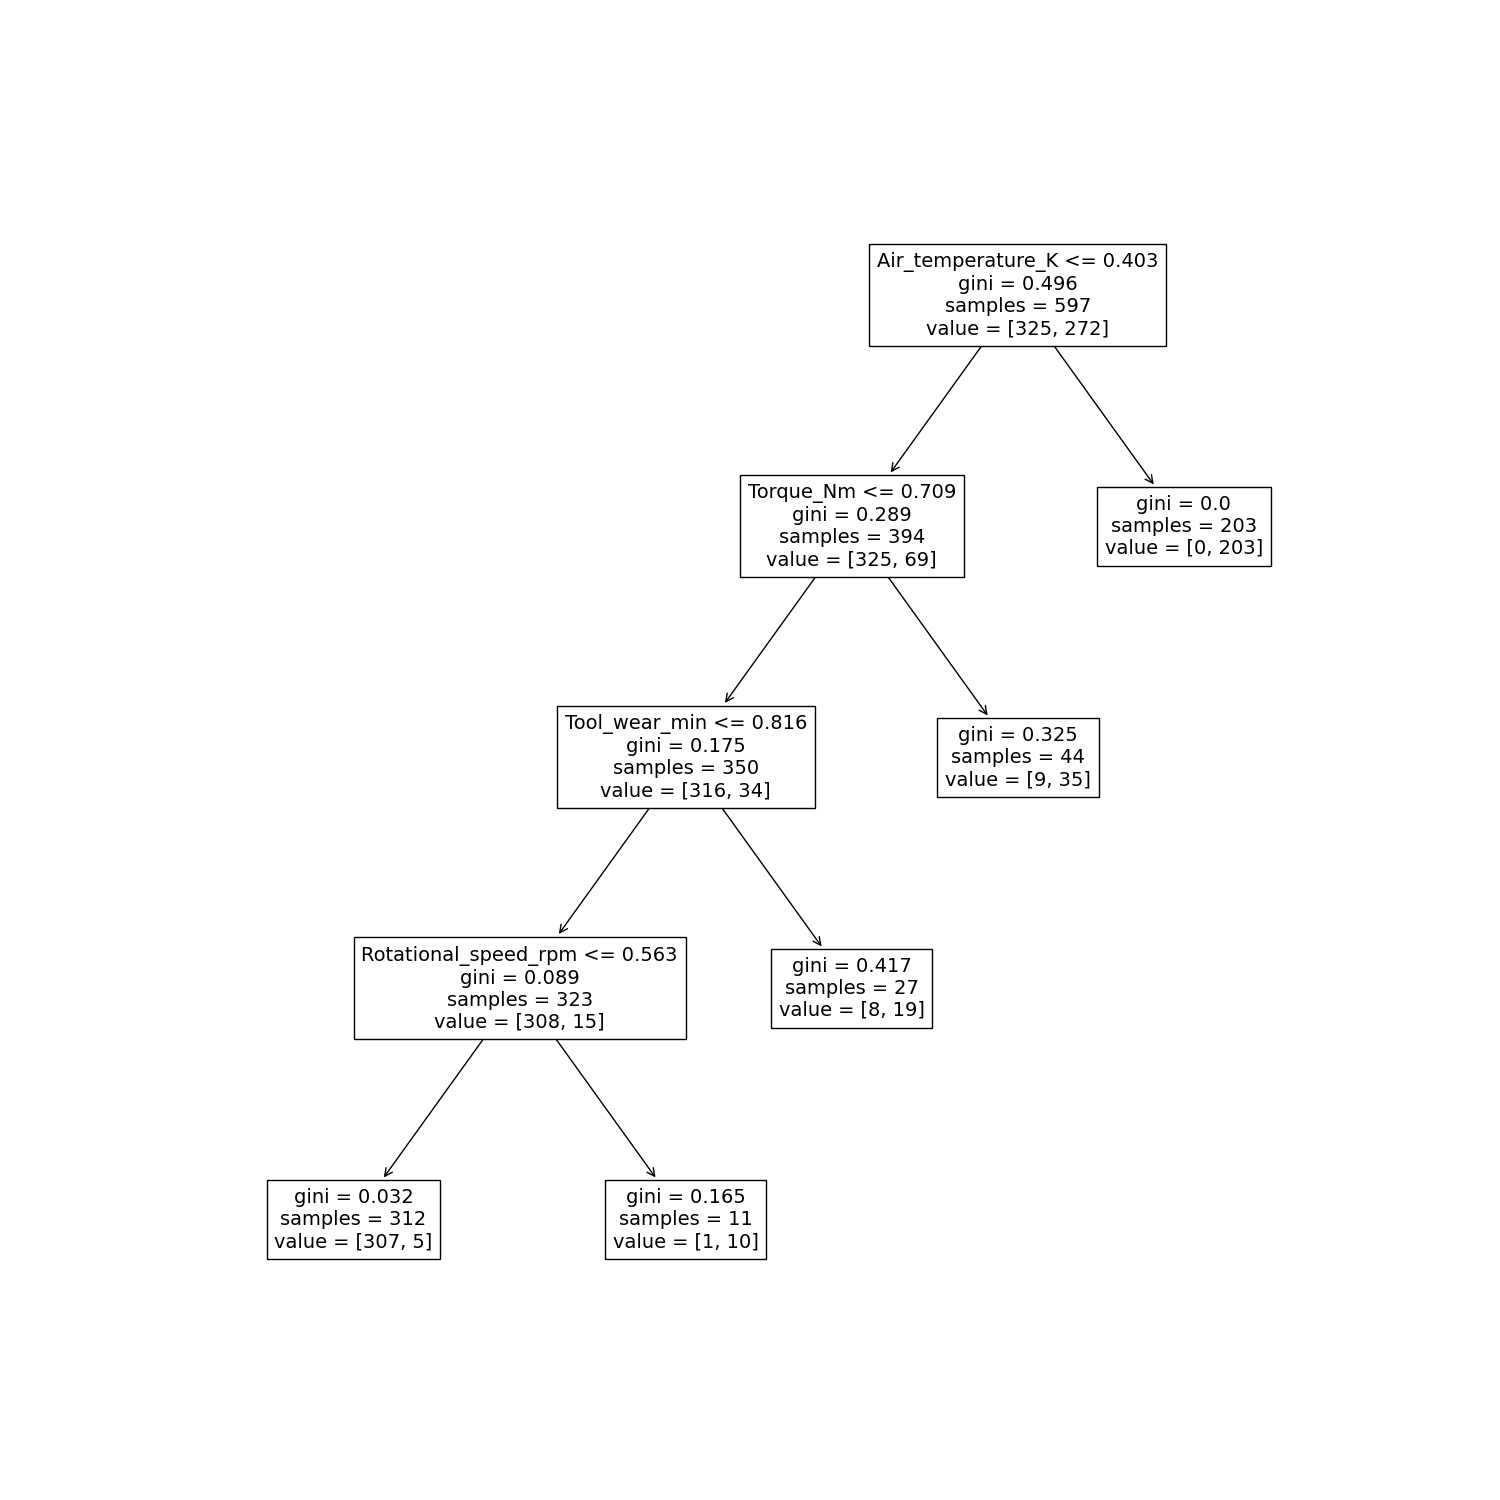 Air_temperature_K <= 0.403
gini = 0.496
samples = 597
value = [325, 272]
Torque_Nm <= 0.709
gini = 0.289
samples = 394
value = [325, 69]
gini = 0.0
samples = 203
value = [0, 203]
Tool_wear_min <= 0.816
gini = 0.175
samples = 350
value = [316, 34]
gini = 0.325
samples = 44
value = [9, 35]
Rotational_speed_rpm <= 0.563
gini = 0.089
samples = 323
value = [308, 15]
gini = 0.417
samples = 27
value = [8, 19]
gini = 0.032
samples = 312
value = [307, 5]
gini = 0.165
samples = 11
value = [1, 10]